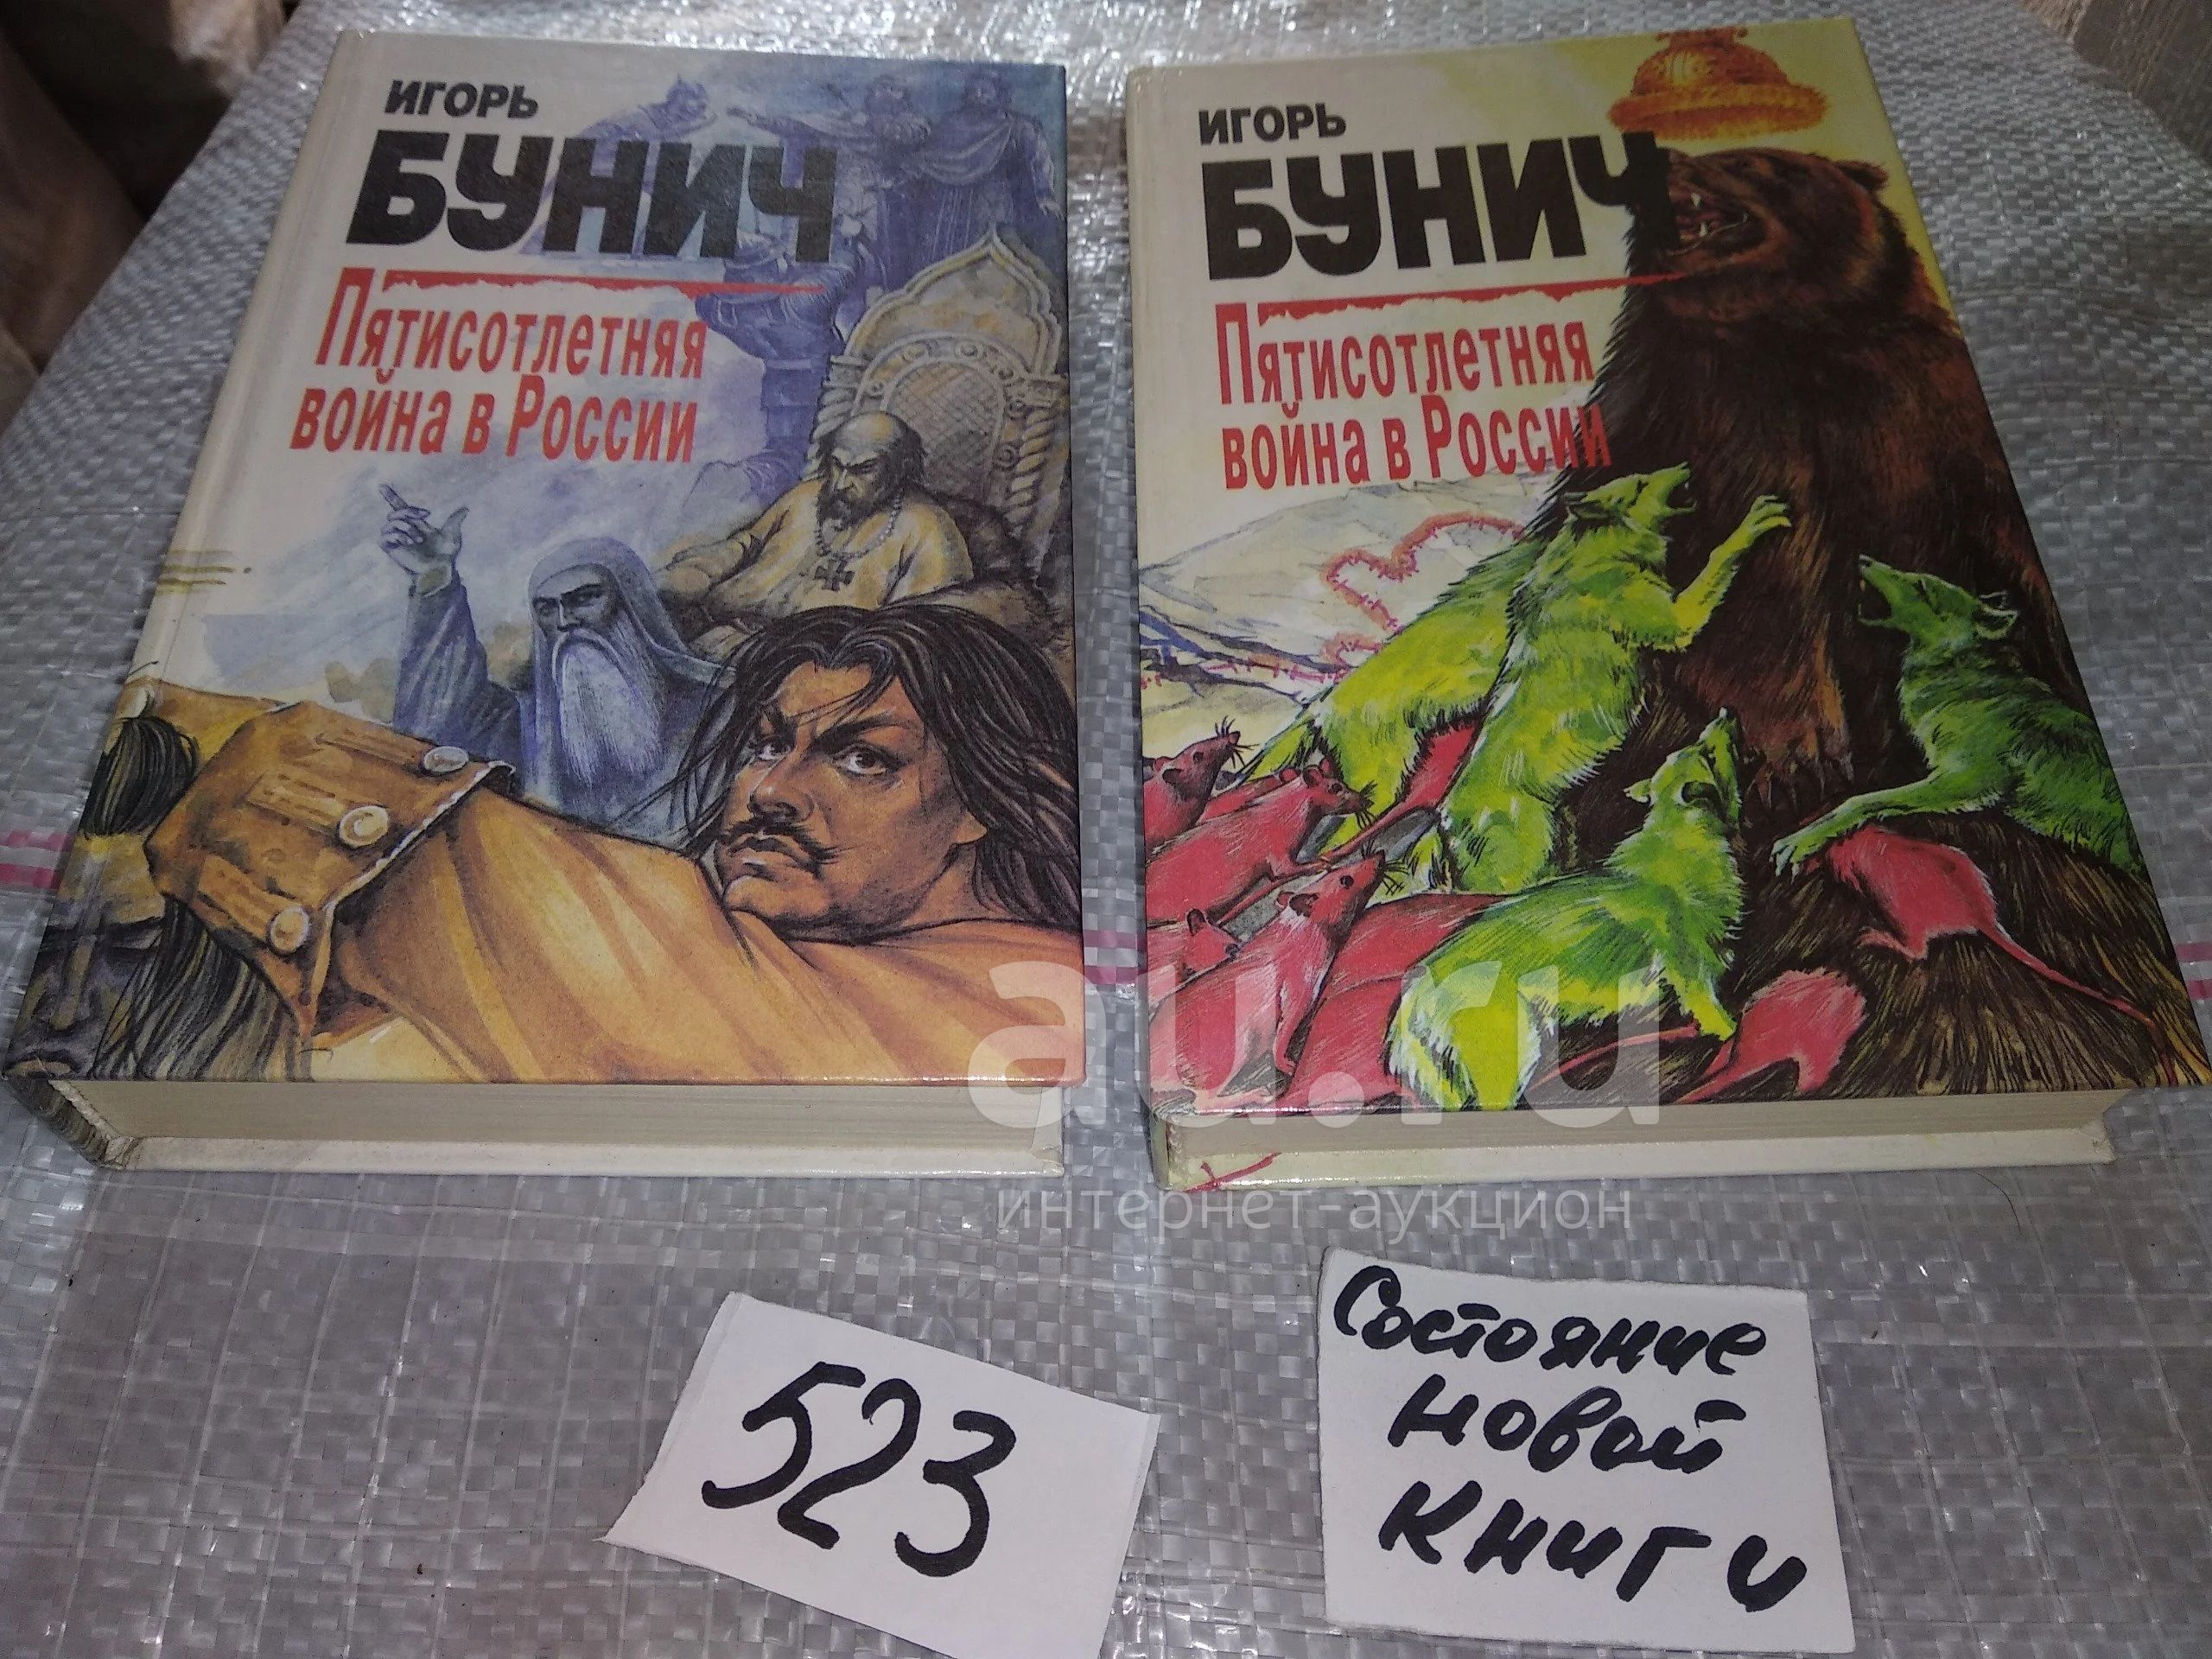 ИГОРЬ
БУНИЧ
Пятисотлетняя
война в России
ИГОРЬ
БУНИЧ
Пятисотлетняя
война в России
au.ru
интернет-аукцион
523
Состояние
новой
книги